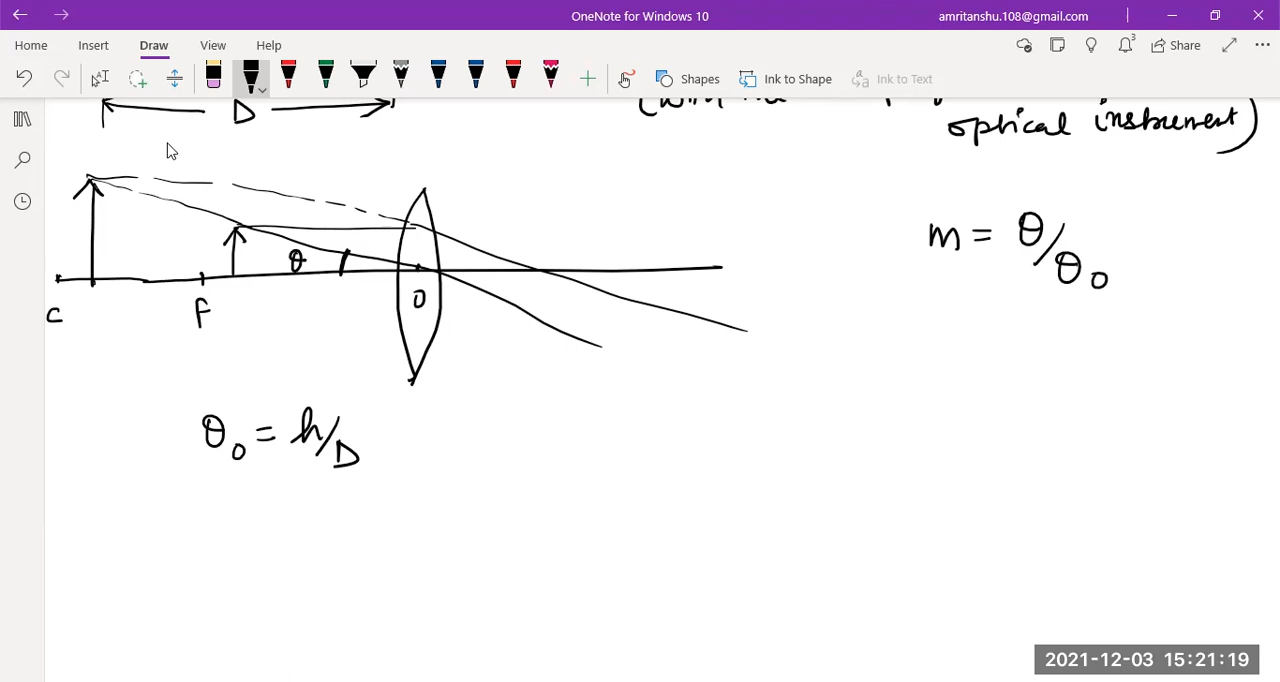 OneNote for Windows 10
amritanshu.108@gmail.com
Home Insert Draw View Help
3
Share
Shapes
Ink to Shape
Ink to Text
D
optical instrument)
m = θ/θ₀
θ
C
F
O
θ₀ = h/D
2021-12-03 15:21:19